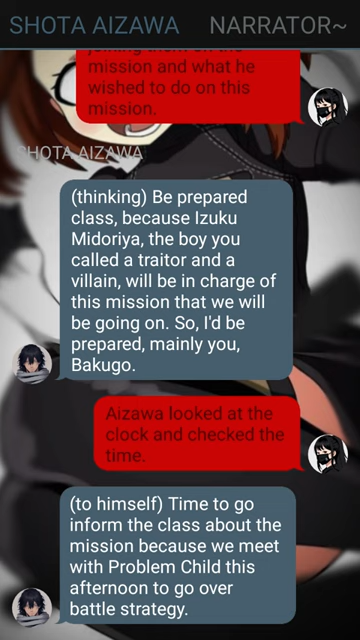 SHOTA AIZAWA NARRATOR~
joining them on the
mission and what he
wished to do on this
mission.
SHOTA AIZAWA
(thinking) Be prepared
class, because Izuku
Midoriya, the boy you
called a traitor and a
villain, will be in charge of
this mission that we will
be going on. So, I'd be
prepared, mainly you,
Bakugo.
Aizawa looked at the
clock and checked the
time.
(to himself) Time to go
inform the class about the
mission because we meet
with Problem Child this
afternoon to go over
battle strategy.